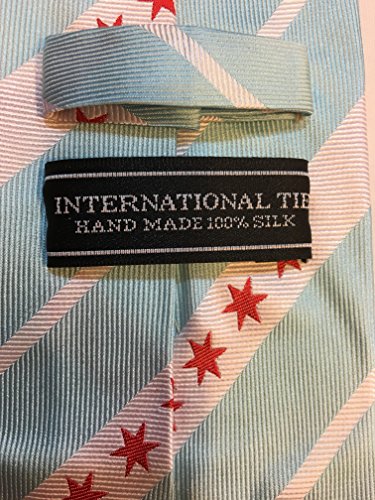 INTERNATIONAL TIE
HAND MADE 100% SILK